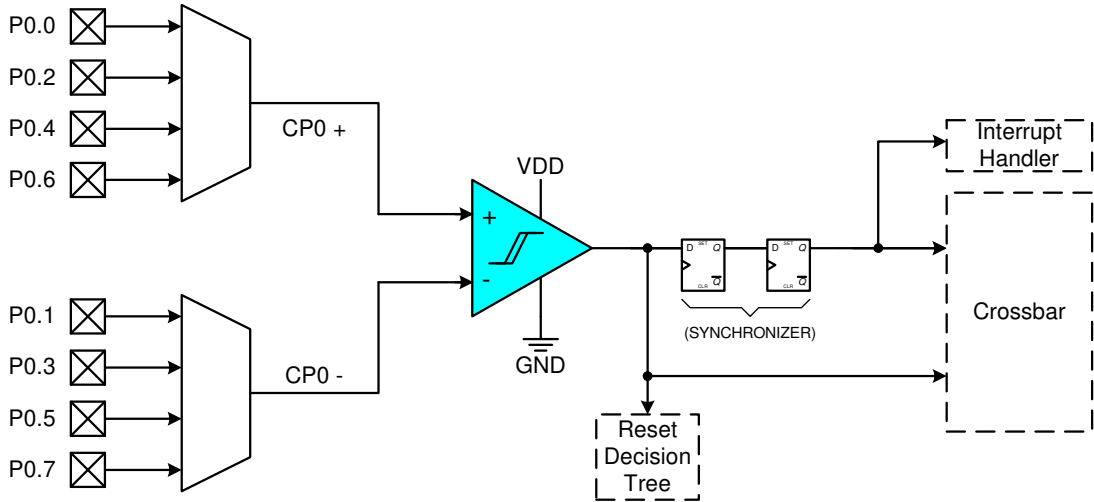 P0.0
P0.2
P0.4
P0.6
CP0 +
VDD
+
-
GND
P0.1
P0.3
P0.5
P0.7
CP0 -
D SET Q
CLR Q
D SET Q
CLR Q
(SYNCHRONIZER)
Interrupt
Handler
Crossbar
Reset
Decision
Tree